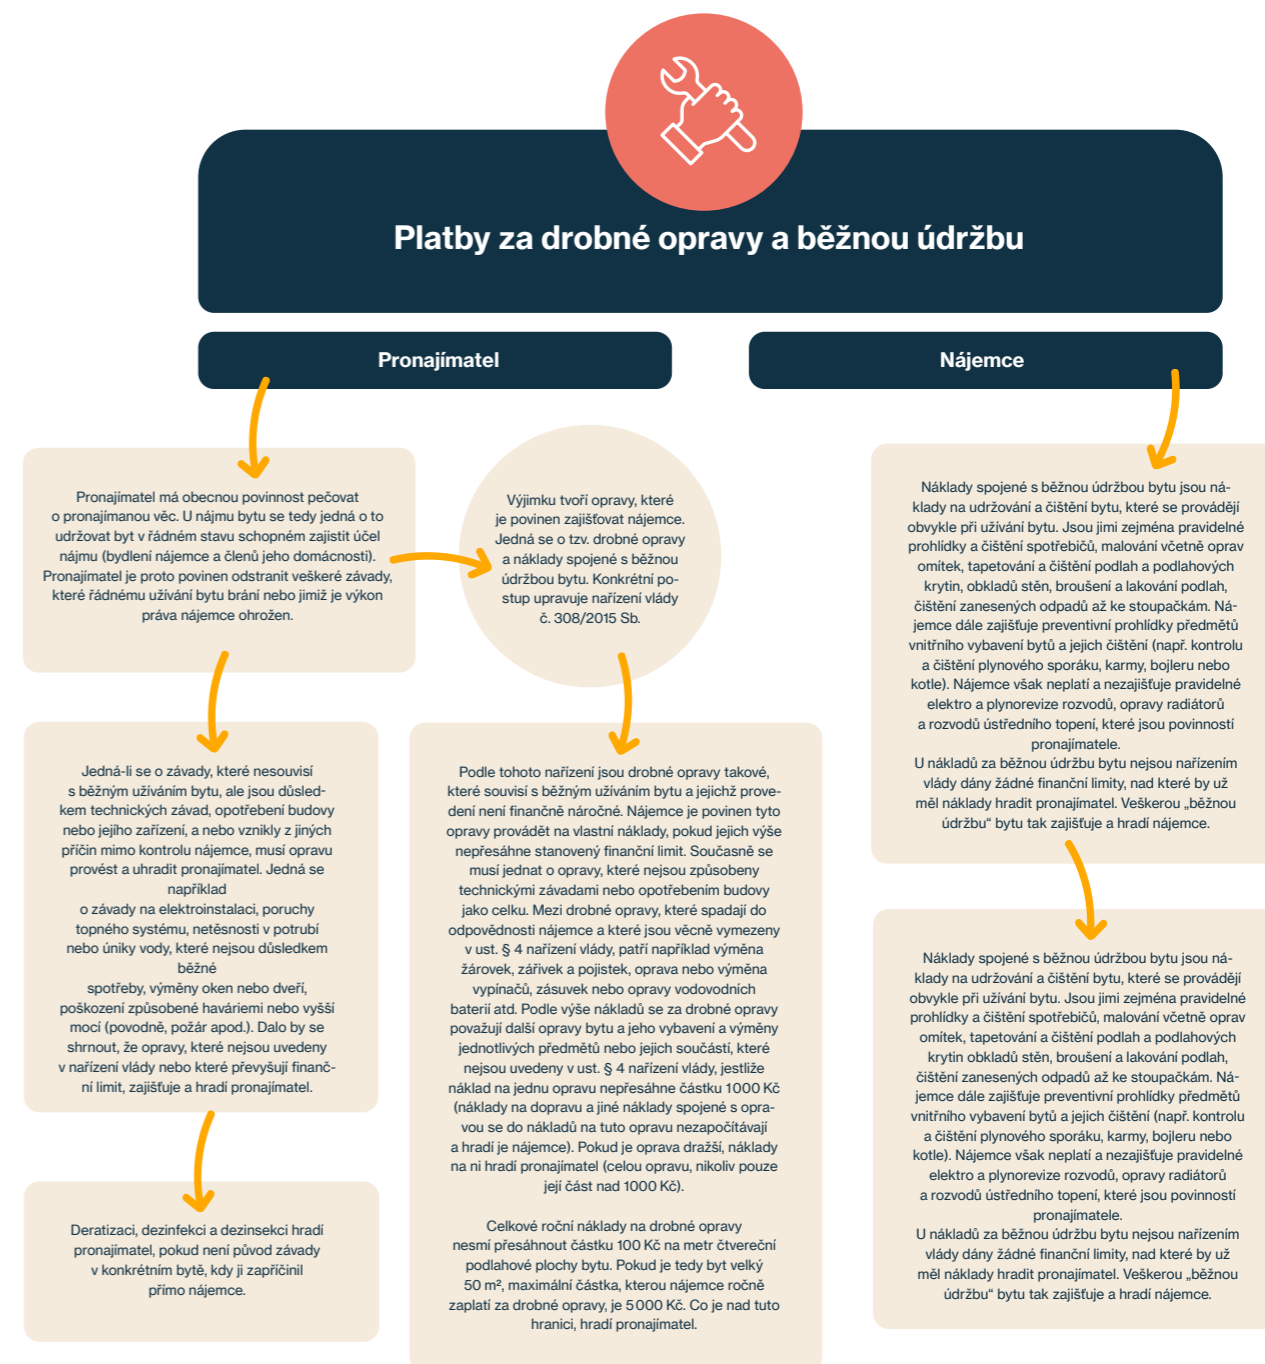 Platby za drobné opravy a běžnou údržbu
Pronajímatel
Nájemce
Pronajímatel má obecnou povinnost pečovat
o pronajímanou věc. U nájmu bytu se tedy jedná o to
udržovat byt v řádném stavu schopném zajistit účel
nájmu (bydlení nájemce a členů jeho domácnosti).
Pronajímatel je proto povinen odstranit veškeré závady,
které řádnému užívání bytu brání nebo jimiž je výkon
práva nájemce ohrožen.
Výjimku tvoří opravy, které
je povinen zajišťovat nájemce.
Jedná se o tzv. drobné opravy
a náklady spojené s běžnou
údržbou bytu. Konkrétní po-
stup upravuje nařízení vlády
č. 308/2015 Sb.
Jedná-li se o závady, které nesouvisí
s běžným užíváním bytu, ale jsou důsled-
kem technických závad, opotřebení budovy
nebo jejího zařízení, a nebo vznikly z jiných
příčin mimo kontrolu nájemce, musí opravu
provést a uhradit pronajímatel. Jedná se
například
o závady na elektroinstalaci, poruchy
topného systému, netěsnosti v potrubí
nebo úniky vody, které nejsou důsledkem
běžné
spotřeby, výměny oken nebo dveří,
poškození způsobené haváriemi nebo vyšší
mocí (povodně, požár apod.). Dalo by se
shrnout, že opravy, které nejsou uvedeny
v nařízení vlády nebo které převyšují finanč-
ní limit, zajišťuje a hradí pronajímatel.
Deratizaci, dezinfekci a dezinsekci hradí
pronajímatel, pokud není původ závady
v konkrétním bytě, kdy ji zapříčinil
přímo nájemce.
Podle tohoto nařízení jsou drobné opravy takové,
které souvisí s běžným užíváním bytu a jejichž prove-
dení není finančně náročné. Nájemce je povinen tyto
opravy provádět na vlastní náklady, pokud jejich výše
nepřesáhne stanovený finanční limit. Současně se
musí jednat o opravy, které nejsou způsobeny
technickými závadami nebo opotřebením budovy
jako celku. Mezi drobné opravy, které spadají do
odpovědnosti nájemce a které jsou věcně vymezeny
v ust. § 4 nařízení vlády, patří například výměna
žárovek, zářivek a pojistek, oprava nebo výměna
vypínačů, zásuvek nebo opravy vodovodních
baterií atd. Podle výše nákladů se za drobné opravy
považují další opravy bytu a jeho vybavení a výměny
jednotlivých předmětů nebo jejich součástí, které
nejsou uvedeny v ust. § 4 nařízení vlády, jestliže
náklad na jednu opravu nepřesáhne částku 1000 Kč
(náklady na dopravu a jiné náklady spojené s opra-
vou se do nákladů na tuto opravu nezapočítávají
a hradí je nájemce). Pokud je oprava dražší, náklady
na ni hradí pronajímatel (celou opravu, nikoliv pouze
její část nad 1000 Kč).
Celkové roční náklady na drobné opravy
nesmí přesáhnout částku 100 Kč na metr čtvereční
podlahové plochy bytu. Pokud je tedy byt velký
50 m², maximální částka, kterou nájemce ročně
zaplatí za drobné opravy, je 5000 Kč. Co je nad tuto
hranici, hradí pronajímatel.
Náklady spojené s běžnou údržbou bytu jsou ná-
klady na udržování a čištění bytu, které se provádějí
obvykle při užívání bytu. Jsou jimi zejména pravidelné
prohlídky a čištění spotřebičů, malování včetně oprav
omítek, tapetování a čištění podlah a podlahových
krytin, obkladů stěn, broušení a lakování podlah,
čištění zanesených odpadů až ke stoupačkám. Ná-
jemce dále zajišťuje preventivní prohlídky předmětů
vnitřního vybavení bytů a jejich čištění (např. kontrolu
a čištění plynového sporáku, karmy, bojleru nebo
kotle). Nájemce však neplatí a nezajišťuje pravidelné
elektro a plynorevize rozvodů, opravy radiátorů
a rozvodů ústředního topení, které jsou povinností
pronajímatele.
U nákladů za běžnou údržbu bytu nejsou nařízením
vlády dány žádné finanční limity, nad které by už
měl náklady hradit pronajímatel. Veškerou „běžnou
údržbu“ bytu tak zajišťuje a hradí nájemce.
Náklady spojené s běžnou údržbou bytu jsou ná-
klady na udržování a čištění bytu, které se provádějí
obvykle při užívání bytu. Jsou jimi zejména pravidelné
prohlídky a čištění spotřebičů, malování včetně oprav
omítek, tapetování a čištění podlah a podlahových
krytin obkladů stěn, broušení a lakování podlah,
čištění zanesených odpadů až ke stoupačkám. Ná-
jemce dále zajišťuje preventivní prohlídky předmětů
vnitřního vybavení bytů a jejich čištění (např. kontrolu
a čištění plynového sporáku, karmy, bojleru nebo
kotle). Nájemce však neplatí a nezajišťuje pravidelné
elektro a plynorevize rozvodů, opravy radiátorů
a rozvodů ústředního topení, které jsou povinností
pronajímatele.
U nákladů za běžnou údržbu bytu nejsou nařízením
vlády dány žádné finanční limity, nad které by už
měl náklady hradit pronajímatel. Veškerou „běžnou
údržbu“ bytu tak zajišťuje a hradí nájemce.